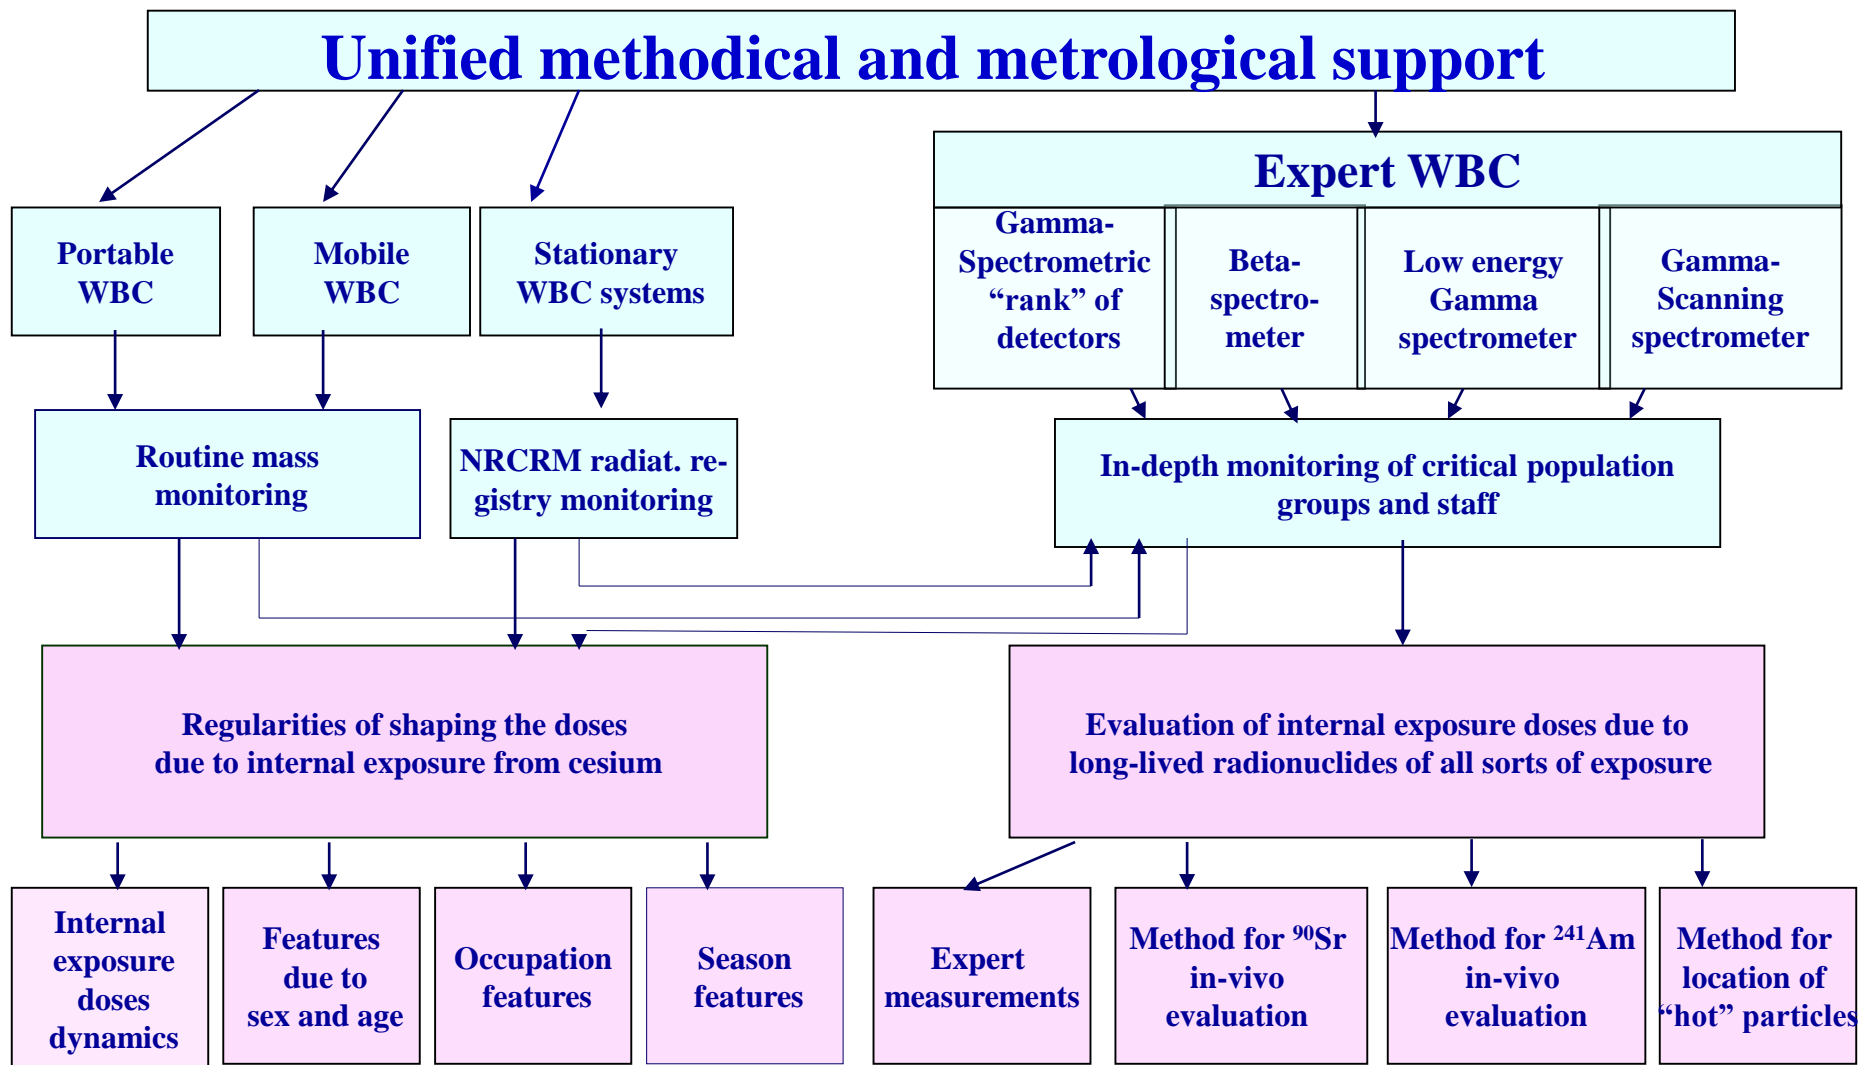 Unified methodical and metrological support
Expert WBC
Portable
WBC
Mobile
WBC
Stationary
WBC systems
Gamma-
Spectrometric
“rank” of
detectors
Beta-
spectro-
meter
Low energy
Gamma
spectrometer
Gamma-
Scanning
spectrometer
Routine mass
monitoring
NRCRM radiat. re-
gistry monitoring
In-depth monitoring of critical population
groups and staff
Regularities of shaping the doses
due to internal exposure from cesium
Evaluation of internal exposure doses due to
long-lived radionuclides of all sorts of exposure
Internal
exposure
doses
dynamics
Features
due to
sex and age
Occupation
features
Season
features
Expert
measurements
Method for ⁹⁰Sr
in-vivo
evaluation
Method for ²⁴¹Am
in-vivo
evaluation
Method for
location of
“hot” particles